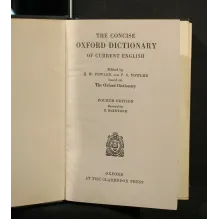 THE CONCISE
OXFORD DICTIONARY
OF CURRENT ENGLISH
Edited by
H. W. FOWLER AND F. G. FOWLER
based on
The Oxford Dictionary
FOURTH EDITION
Revised by
E. McINTOSH
OXFORD
AT THE CLARENDON PRESS